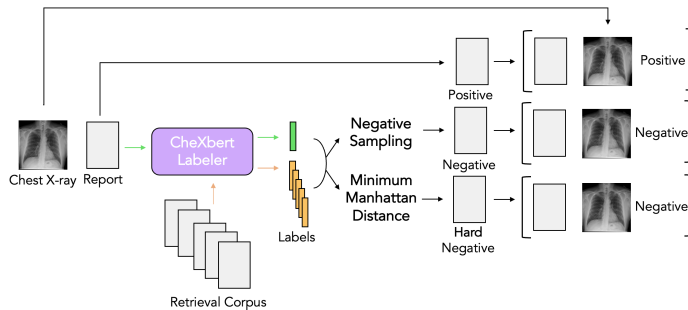 Positive
Positive
CheXbert
Labeler
Negative
Sampling
Negative
Negative
Chest X-ray
Report
Minimum
Manhattan
Distance
Labels
Hard
Negative
Negative
Retrieval Corpus